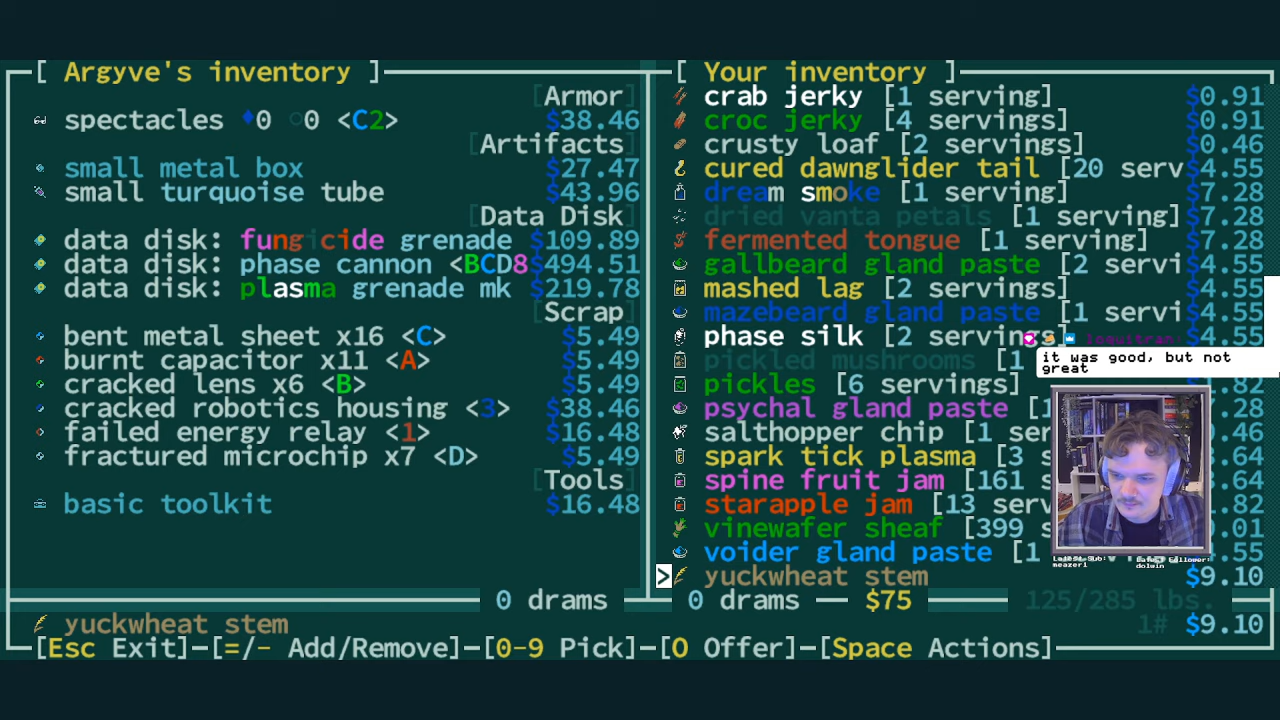 [ Argyve's inventory ]
[Armor]
spectacles ♦0 ○0 <C2> $38.46
[Artifacts]
small metal box $27.47
small turquoise tube $43.96
[Data Disk]
data disk: fungicide grenade $109.89
data disk: phase cannon <BCD8 $494.51
data disk: plasma grenade mk $219.78
[Scrap]
bent metal sheet x16 <C> $5.49
burnt capacitor x11 <A> $5.49
cracked lens x6 <B> $5.49
cracked robotics housing <3> $38.46
failed energy relay <1> $16.48
fractured microchip x7 <D> $5.49
[Tools]
basic toolkit $16.48
0 drams
[ Your inventory ]
crab jerky [1 serving] $0.91
croc jerky [4 servings] $0.91
crusty loaf [2 servings] $0.46
cured dawnglider tail [20 serv $4.55
dream smoke [1 serving] $7.28
dried vanta petals [1 serving] $7.28
fermented tongue [1 serving] $7.28
gallbeard gland paste [2 servi $4.55
mashed lag [2 servings] $4.55
mazebeard gland paste [1 servi $4.55
phase silk [2 servings] $4.55
pickled mushrooms [1
pickles [6 servings] .82
psychal gland paste [1 .28
salthopper chip [1 ser .46
spark tick plasma [3 s .64
spine fruit jam [161 s
starapple jam [13 serv .82
vinewafer sheaf [399 s .01
voider gland paste [1 .55
> yuckwheat stem $9.10
0 drams — $75 125/285 lbs.
it was good, but not
great
yuckwheat stem 1# $9.10
[Esc Exit]—[=/- Add/Remove]—[0-9 Pick]—[O Offer]—[Space Actions]